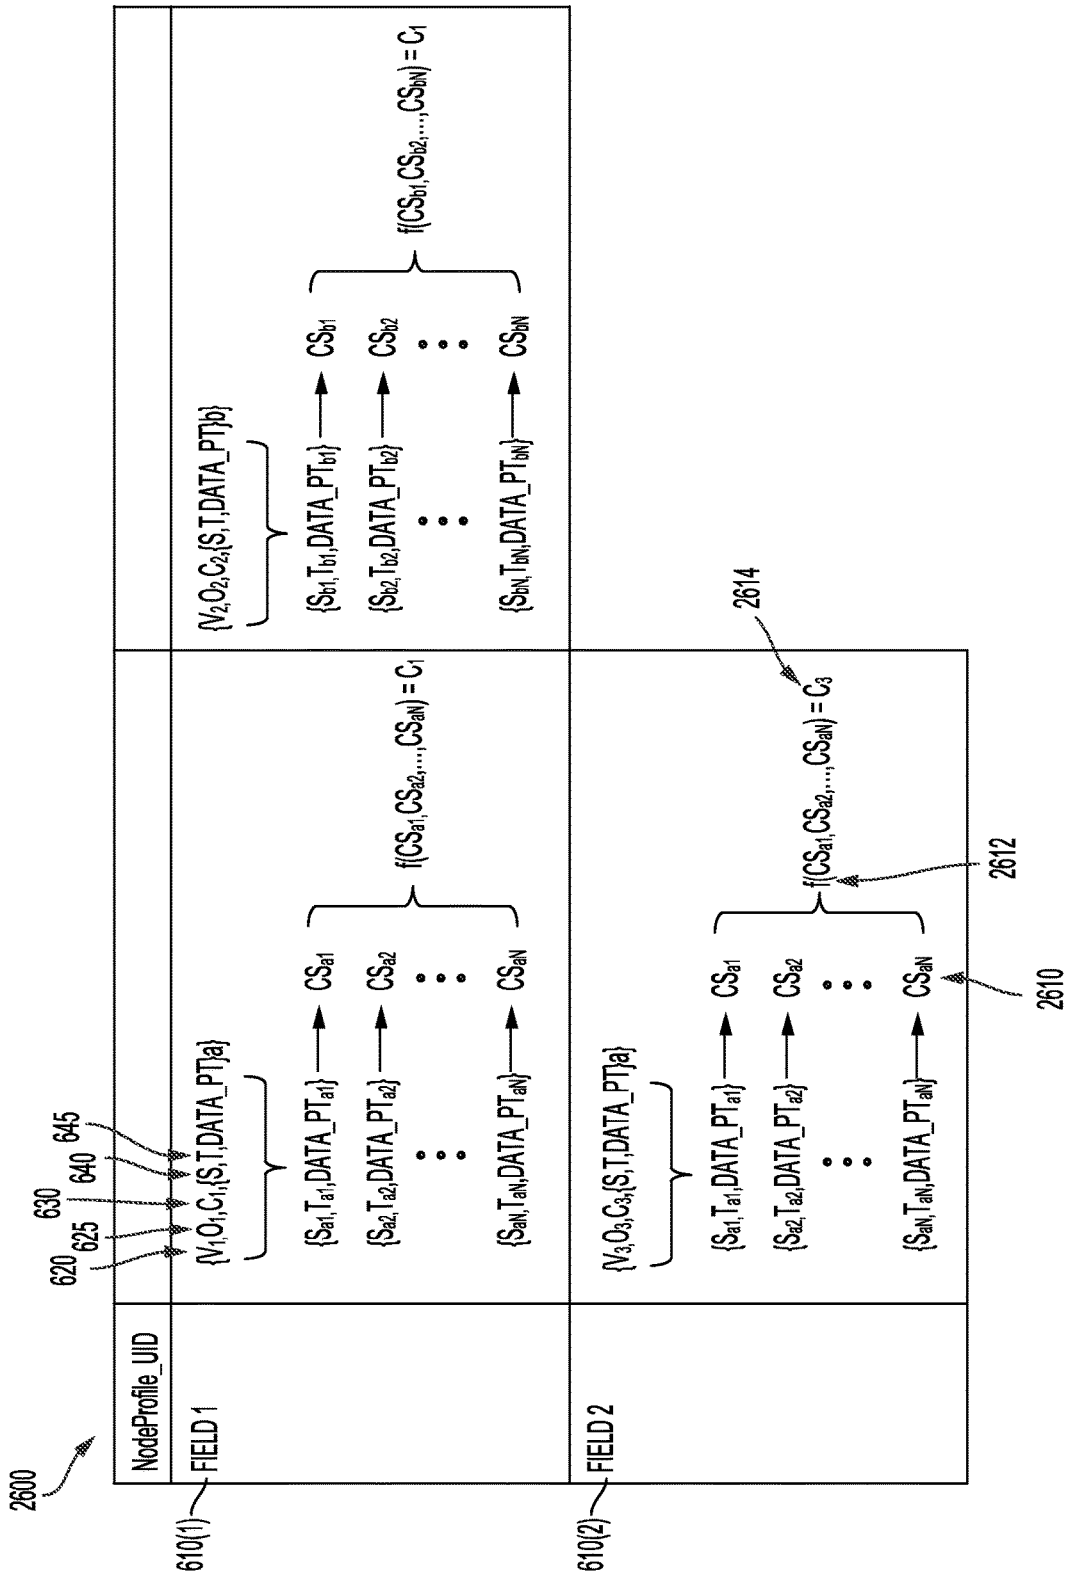 2600
NodeProfile_UID
620
625
630
640
645
610(1)
FIELD 1
{V₁,O₁,C₁,{S,T,DATA_PT}a}
{Sa1,Ta1,DATA_PTa1} → CSa1
{Sa2,Ta2,DATA_PTa2} → CSa2
{SaN,TaN,DATA_PTaN} → CSaN
f(CSa1,CSa2,...,CSaN) = C₁
{V₂,O₂,C₂,{S,T,DATA_PT}b}
{Sb1,Tb1,DATA_PTb1} → CSb1
{Sb2,Tb2,DATA_PTb2} → CSb2
{SbN,TbN,DATA_PTbN} → CSbN
f(CSb1,CSb2,...,CSbN) = C₁
610(2)
FIELD 2
{V₃,O₃,C₃,{S,T,DATA_PT}a}
{Sa1,Ta1,DATA_PTa1} → CSa1
{Sa2,Ta2,DATA_PTa2} → CSa2
{SaN,TaN,DATA_PTaN} → CSaN
f(CSa1,CSa2,...,CSaN) = C₃
2614
2612
2610